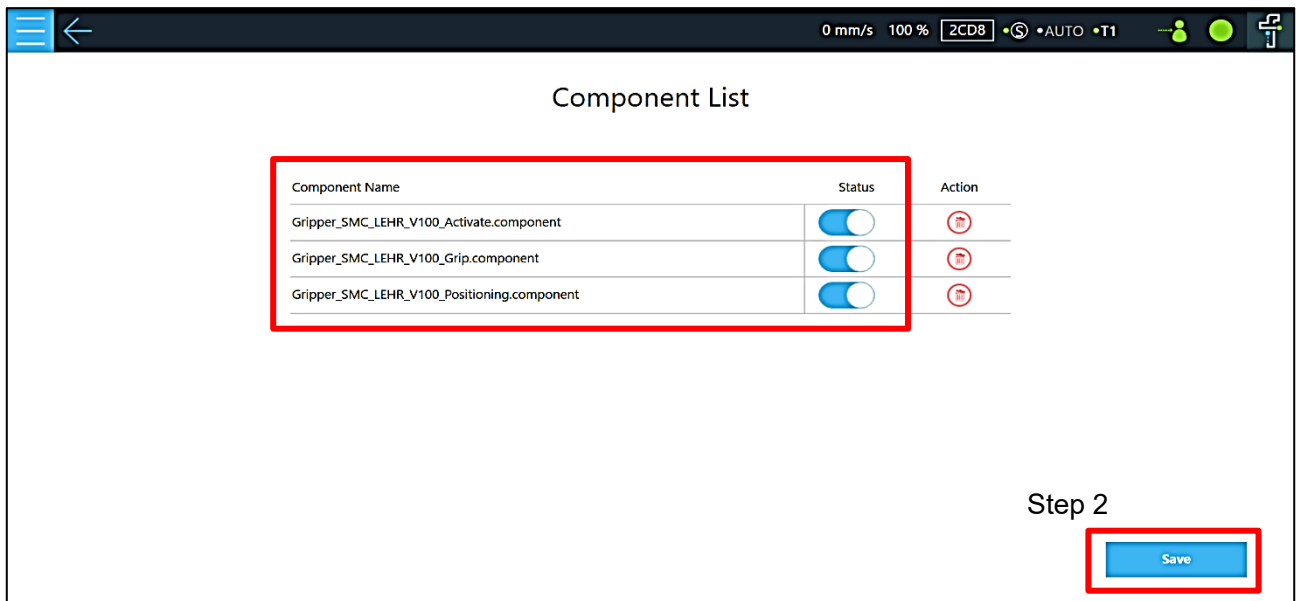 0 mm/s 100 % 2CD8 •Ⓢ •AUTO •T1
Component List
Component Name Status Action
Gripper_SMC_LEHR_V100_Activate.component
Gripper_SMC_LEHR_V100_Grip.component
Gripper_SMC_LEHR_V100_Positioning.component
Step 2
Save